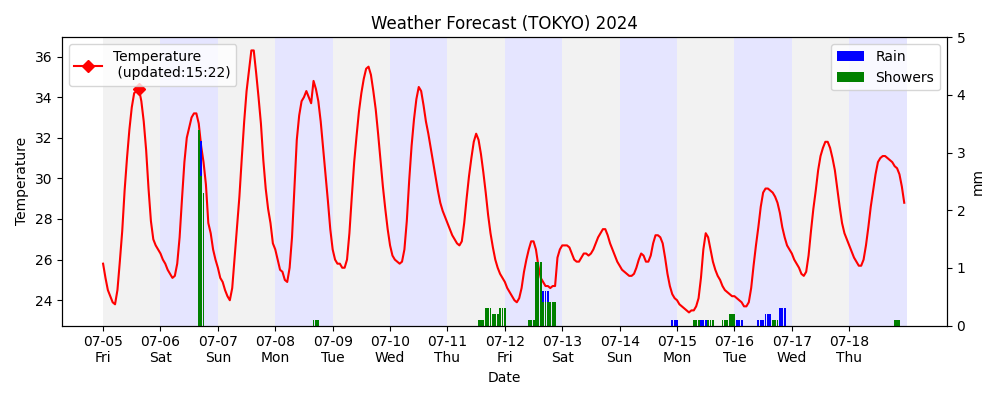 Weather Forecast (TOKYO) 2024
Temperature
(updated:15:22)
Rain
Showers
Temperature
36
34
32
30
28
26
24
5
4
3
2
1
0
mm
07-05 07-06 07-07 07-08 07-09 07-10 07-11 07-12 07-13 07-14 07-15 07-16 07-17 07-18
Fri Sat Sun Mon Tue Wed Thu Fri Sat Sun Mon Tue Wed Thu
Date